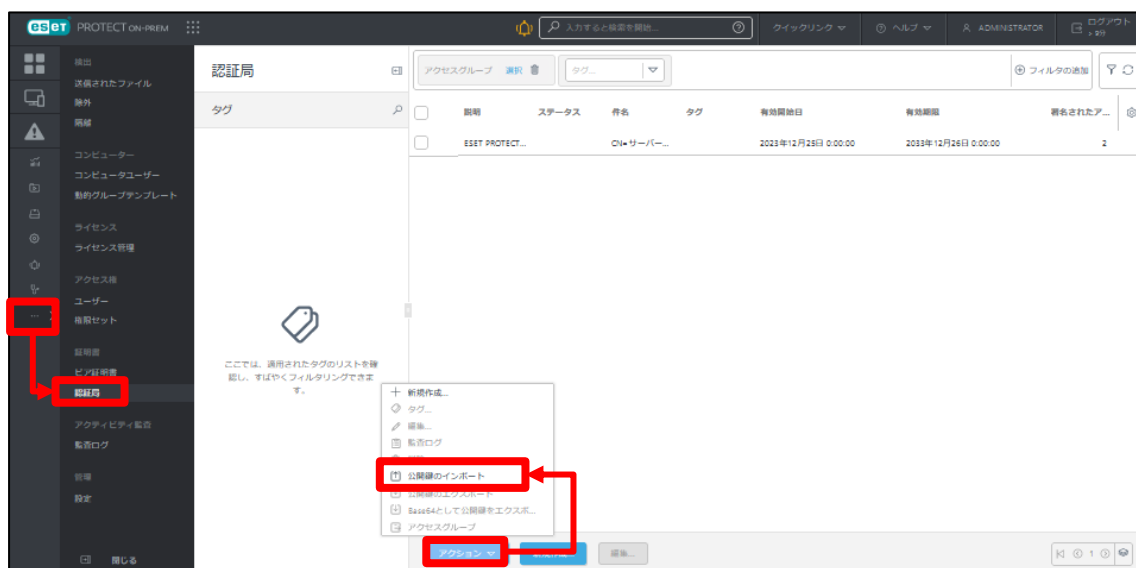 eset PROTECT ON-PREM
入力すると検索を開始...
クイックリンク
ヘルプ
ADMINISTRATOR
ログアウト
> 9分
検出
送信されたファイル
除外
隔離
コンピューター
コンピュータユーザー
動的グループテンプレート
ライセンス
ライセンス管理
アクセス権
ユーザー
権限セット
証明書
ピア証明書
認証局
アクティビティ監査
監査ログ
管理
設定
閉じる
認証局
タグ
ここでは、適用されたタグのリストを確
認し、すばやくフィルタリングできま
す。
アクセスグループ 選択
タグ...
フィルタの追加
説明 ステータス 件名 タグ 有効開始日 有効期限 署名されたア...
ESET PROTECT... CN=サーバー... 2023年12月25日 0:00:00 2033年12月26日 0:00:00 2
新規作成...
タグ...
編集...
監査ログ
公開鍵のインポート
公開鍵のエクスポート
Base64として公開鍵をエクスポ...
アクセスグループ
アクション
編集...
1